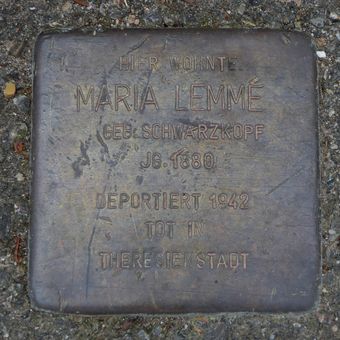 HIER WOHNTE
MARIA LEMMÉ
GEB. SCHWARZKOPF
JG. 1880
DEPORTIERT 1942
TOT IN
THERESIENSTADT